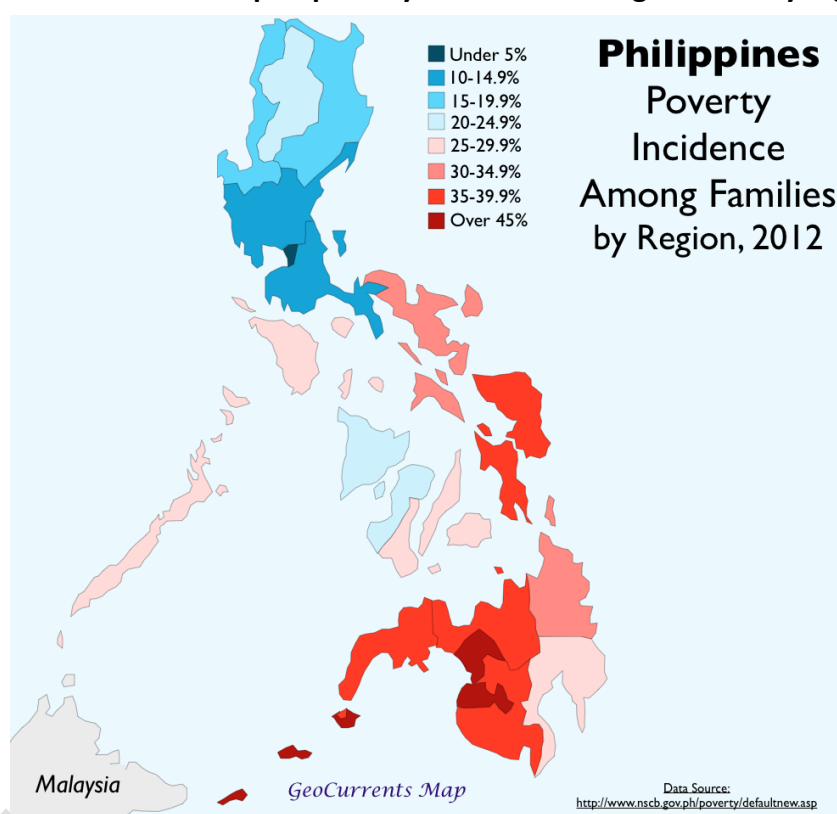 Under 5%
10-14.9%
15-19.9%
20-24.9%
25-29.9%
30-34.9%
35-39.9%
Over 45%
Philippines
Poverty
Incidence
Among Families
by Region, 2012
Malaysia
GeoCurrents Map
Data Source:
http://www.nscb.gov.ph/poverty/defaultnew.asp